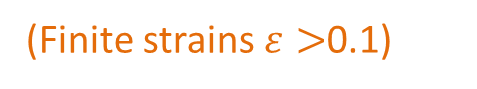 (Finite strains 𝜀 >0.1)